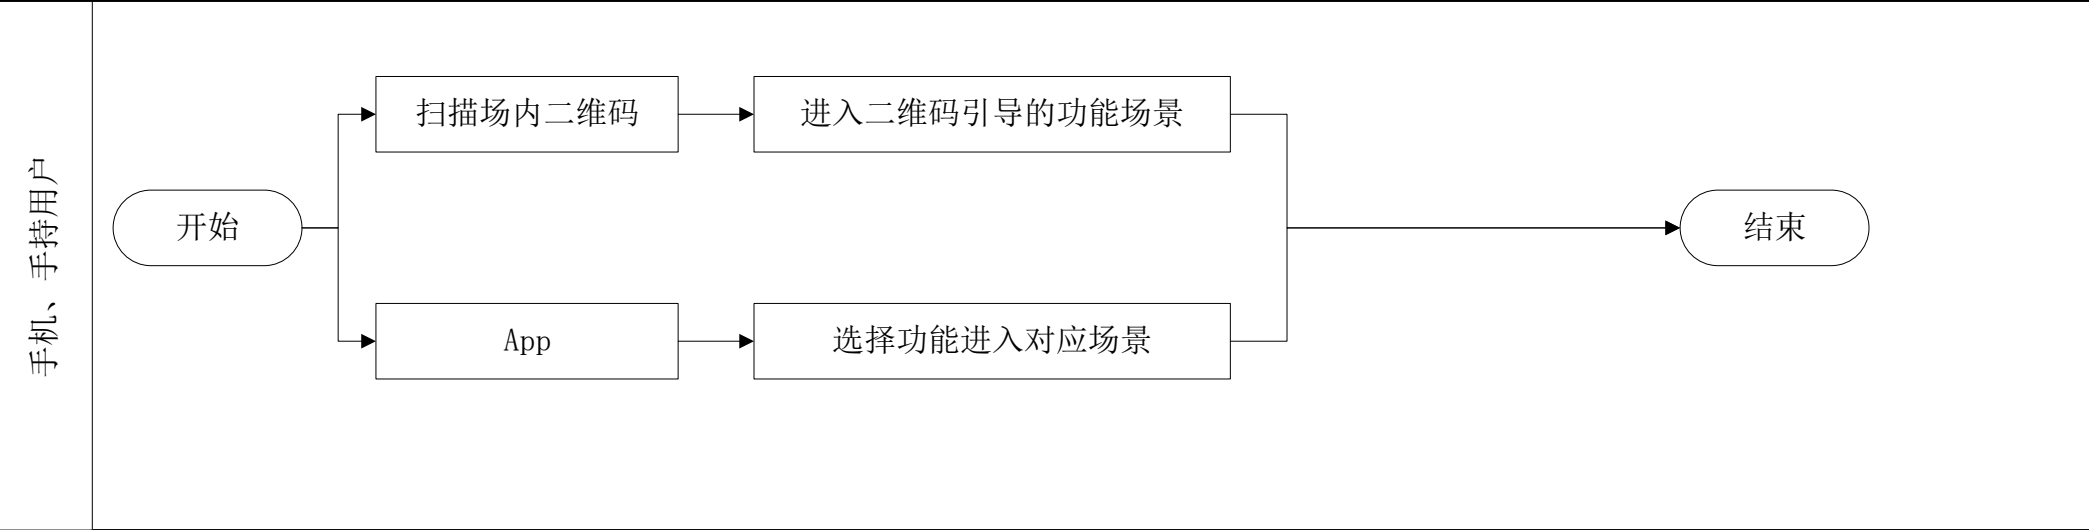 手机、手持用户
开始
扫描场内二维码
进入二维码引导的功能场景
App
选择功能进入对应场景
结束